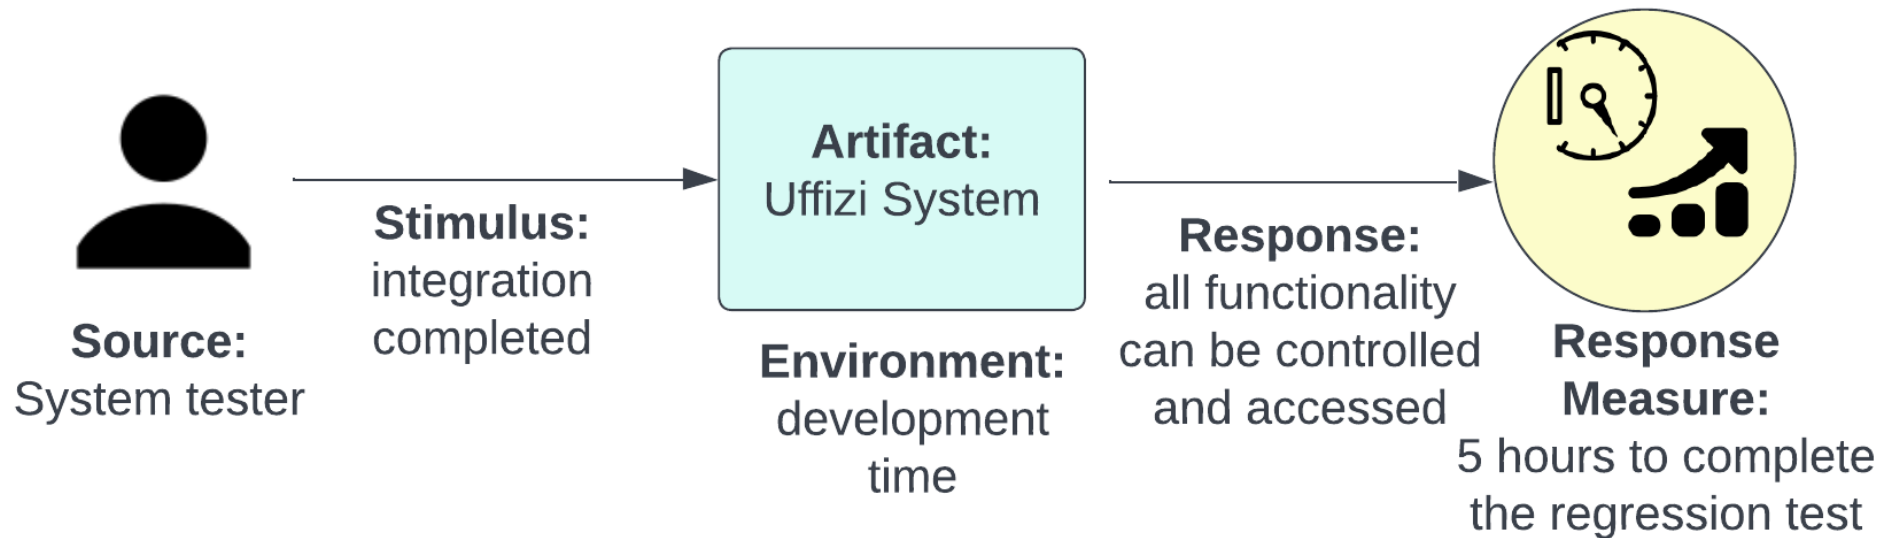 Source:
System tester
Stimulus:
integration
completed
Artifact:
Uffizi System
Environment:
development
time
Response:
all functionality
can be controlled
and accessed
Response
Measure:
5 hours to complete
the regression test